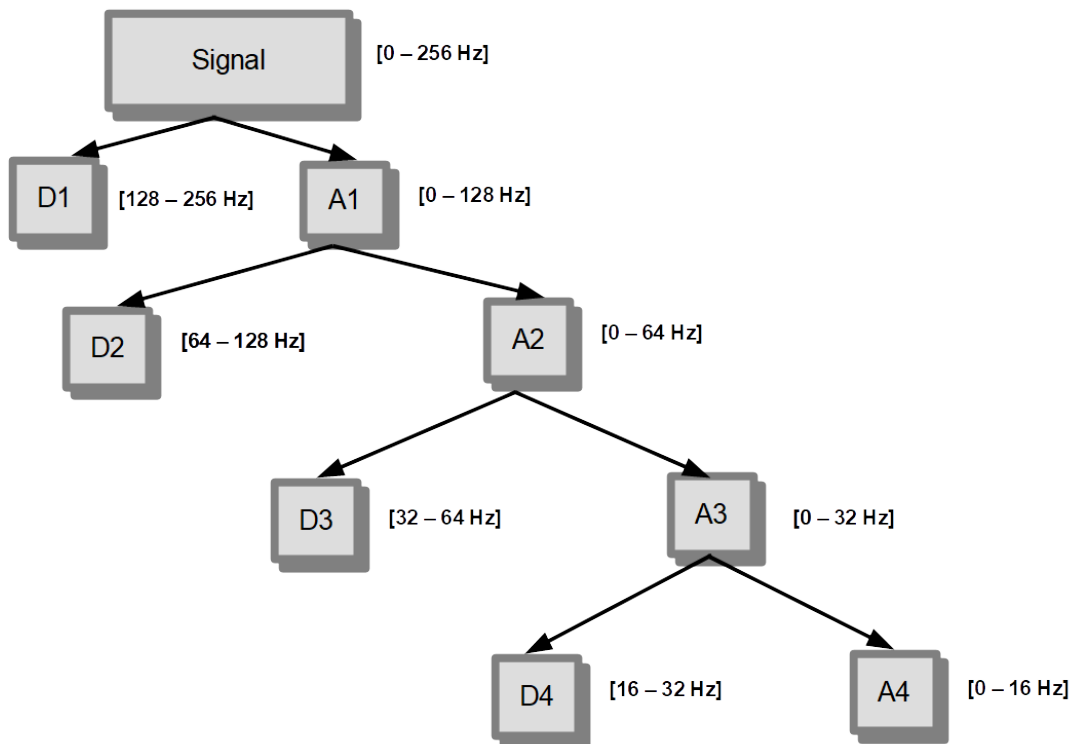 Signal
[0 – 256 Hz]
D1
[128 – 256 Hz]
A1
[0 – 128 Hz]
D2
[64 – 128 Hz]
A2
[0 – 64 Hz]
D3
[32 – 64 Hz]
A3
[0 – 32 Hz]
D4
[16 – 32 Hz]
A4
[0 – 16 Hz]